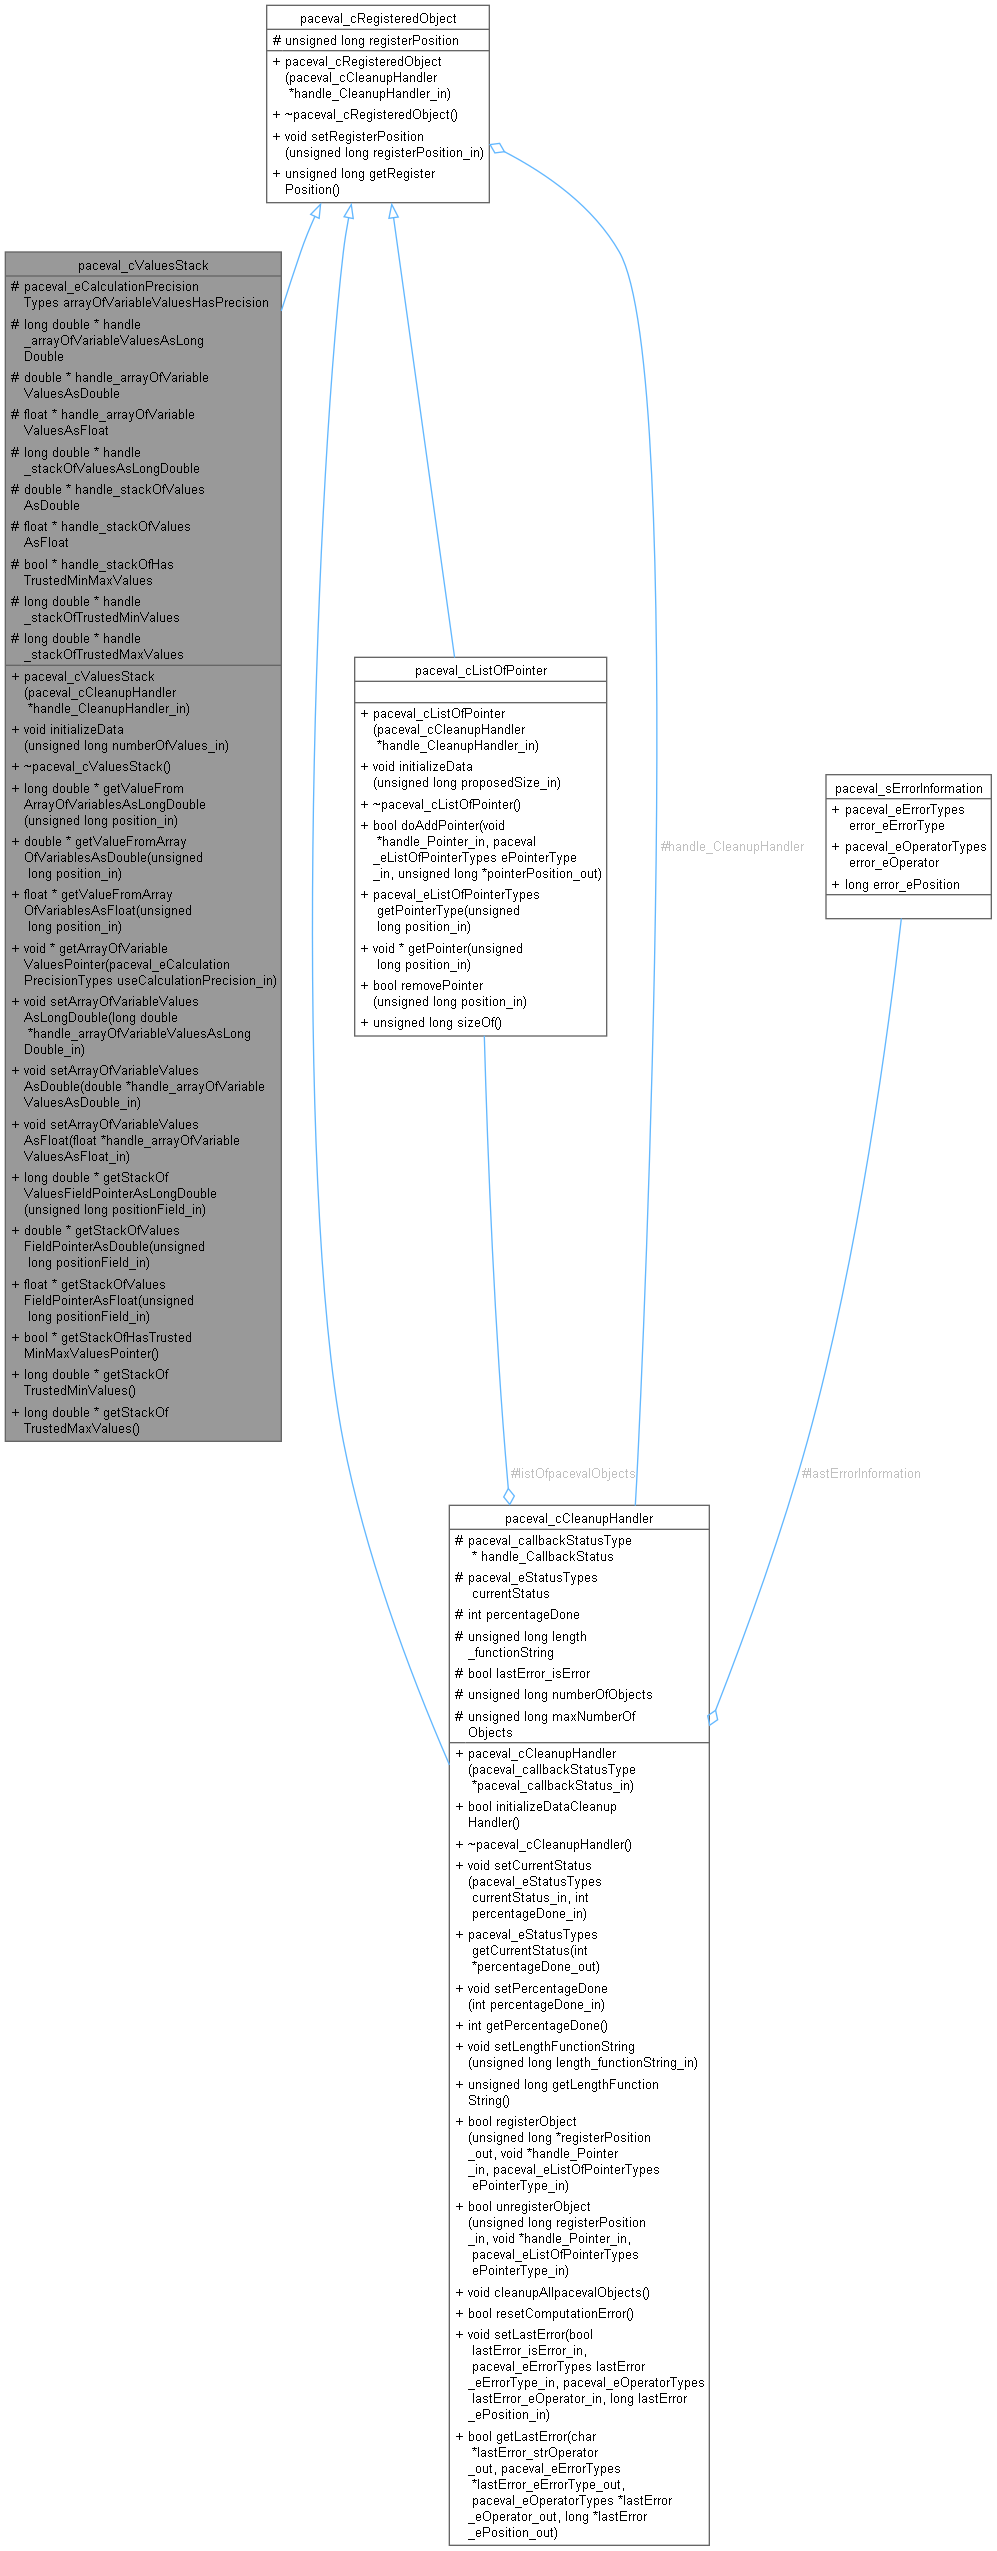 paceval_cRegisteredObject
# unsigned long registerPosition
+ paceval_cRegisteredObject
(paceval_cCleanupHandler
*handle_CleanupHandler_in)
+ ~paceval_cRegisteredObject()
+ void setRegisterPosition
(unsigned long registerPosition_in)
+ unsigned long getRegister
Position()
paceval_cValuesStack
# paceval_eCalculationPrecision
Types arrayOfVariableValuesHasPrecision
# long double * handle
_arrayOfVariableValuesAsLong
Double
# double * handle_arrayOfVariable
ValuesAsDouble
# float * handle_arrayOfVariable
ValuesAsFloat
# long double * handle
_stackOfValuesAsLongDouble
# double * handle_stackOfValues
AsDouble
# float * handle_stackOfValues
AsFloat
# bool * handle_stackOfHas
TrustedMinMaxValues
# long double * handle
_stackOfTrustedMinValues
# long double * handle
_stackOfTrustedMaxValues
+ paceval_cValuesStack
(paceval_cCleanupHandler
*handle_CleanupHandler_in)
+ void initializeData
(unsigned long numberOfValues_in)
+ ~paceval_cValuesStack()
+ long double * getValueFrom
ArrayOfVariablesAsLongDouble
(unsigned long position_in)
+ double * getValueFromArray
OfVariablesAsDouble(unsigned
long position_in)
+ float * getValueFromArray
OfVariablesAsFloat(unsigned
long position_in)
+ void * getArrayOfVariable
ValuesPointer(paceval_eCalculation
PrecisionTypes useCalculationPrecision_in)
+ void setArrayOfVariableValues
AsLongDouble(long double
*handle_arrayOfVariableValuesAsLong
Double_in)
+ void setArrayOfVariableValues
AsDouble(double *handle_arrayOfVariable
ValuesAsDouble_in)
+ void setArrayOfVariableValues
AsFloat(float *handle_arrayOfVariable
ValuesAsFloat_in)
+ long double * getStackOf
ValuesFieldPointerAsLongDouble
(unsigned long positionField_in)
+ double * getStackOfValues
FieldPointerAsDouble(unsigned
long positionField_in)
+ float * getStackOfValues
FieldPointerAsFloat(unsigned
long positionField_in)
+ bool * getStackOfHasTrusted
MinMaxValuesPointer()
+ long double * getStackOf
TrustedMinValues()
+ long double * getStackOf
TrustedMaxValues()
paceval_cListOfPointer
+ paceval_cListOfPointer
(paceval_cCleanupHandler
*handle_CleanupHandler_in)
+ void initializeData
(unsigned long proposedSize_in)
+ ~paceval_cListOfPointer()
+ bool doAddPointer(void
*handle_Pointer_in, paceval
_eListOfPointerTypes ePointerType
_in, unsigned long *pointerPosition_out)
+ paceval_eListOfPointerTypes
getPointerType(unsigned
long position_in)
+ void * getPointer(unsigned
long position_in)
+ bool removePointer
(unsigned long position_in)
+ unsigned long sizeOf()
#handle_CleanupHandler
paceval_sErrorInformation
+ paceval_eErrorTypes
error_eErrorType
+ paceval_eOperatorTypes
error_eOperator
+ long error_ePosition
#listOfpacevalObjects
#lastErrorInformation
paceval_cCleanupHandler
# paceval_callbackStatusType
* handle_CallbackStatus
# paceval_eStatusTypes
currentStatus
# int percentageDone
# unsigned long length
_functionString
# bool lastError_isError
# unsigned long numberOfObjects
# unsigned long maxNumberOf
Objects
+ paceval_cCleanupHandler
(paceval_callbackStatusType
*paceval_callbackStatus_in)
+ bool initializeDataCleanup
Handler()
+ ~paceval_cCleanupHandler()
+ void setCurrentStatus
(paceval_eStatusTypes
currentStatus_in, int
percentageDone_in)
+ paceval_eStatusTypes
getCurrentStatus(int
*percentageDone_out)
+ void setPercentageDone
(int percentageDone_in)
+ int getPercentageDone()
+ void setLengthFunctionString
(unsigned long length_functionString_in)
+ unsigned long getLengthFunction
String()
+ bool registerObject
(unsigned long *registerPosition
_out, void *handle_Pointer
_in, paceval_eListOfPointerTypes
ePointerType_in)
+ bool unregisterObject
(unsigned long registerPosition
_in, void *handle_Pointer_in,
paceval_eListOfPointerTypes
ePointerType_in)
+ void cleanupAllpacevalObjects()
+ bool resetComputationError()
+ void setLastError(bool
lastError_isError_in,
paceval_eErrorTypes lastError
_eErrorType_in, paceval_eOperatorTypes
lastError_eOperator_in, long lastError
_ePosition_in)
+ bool getLastError(char
*lastError_strOperator
_out, paceval_eErrorTypes
*lastError_eErrorType_out,
paceval_eOperatorTypes *lastError
_eOperator_out, long *lastError
_ePosition_out)